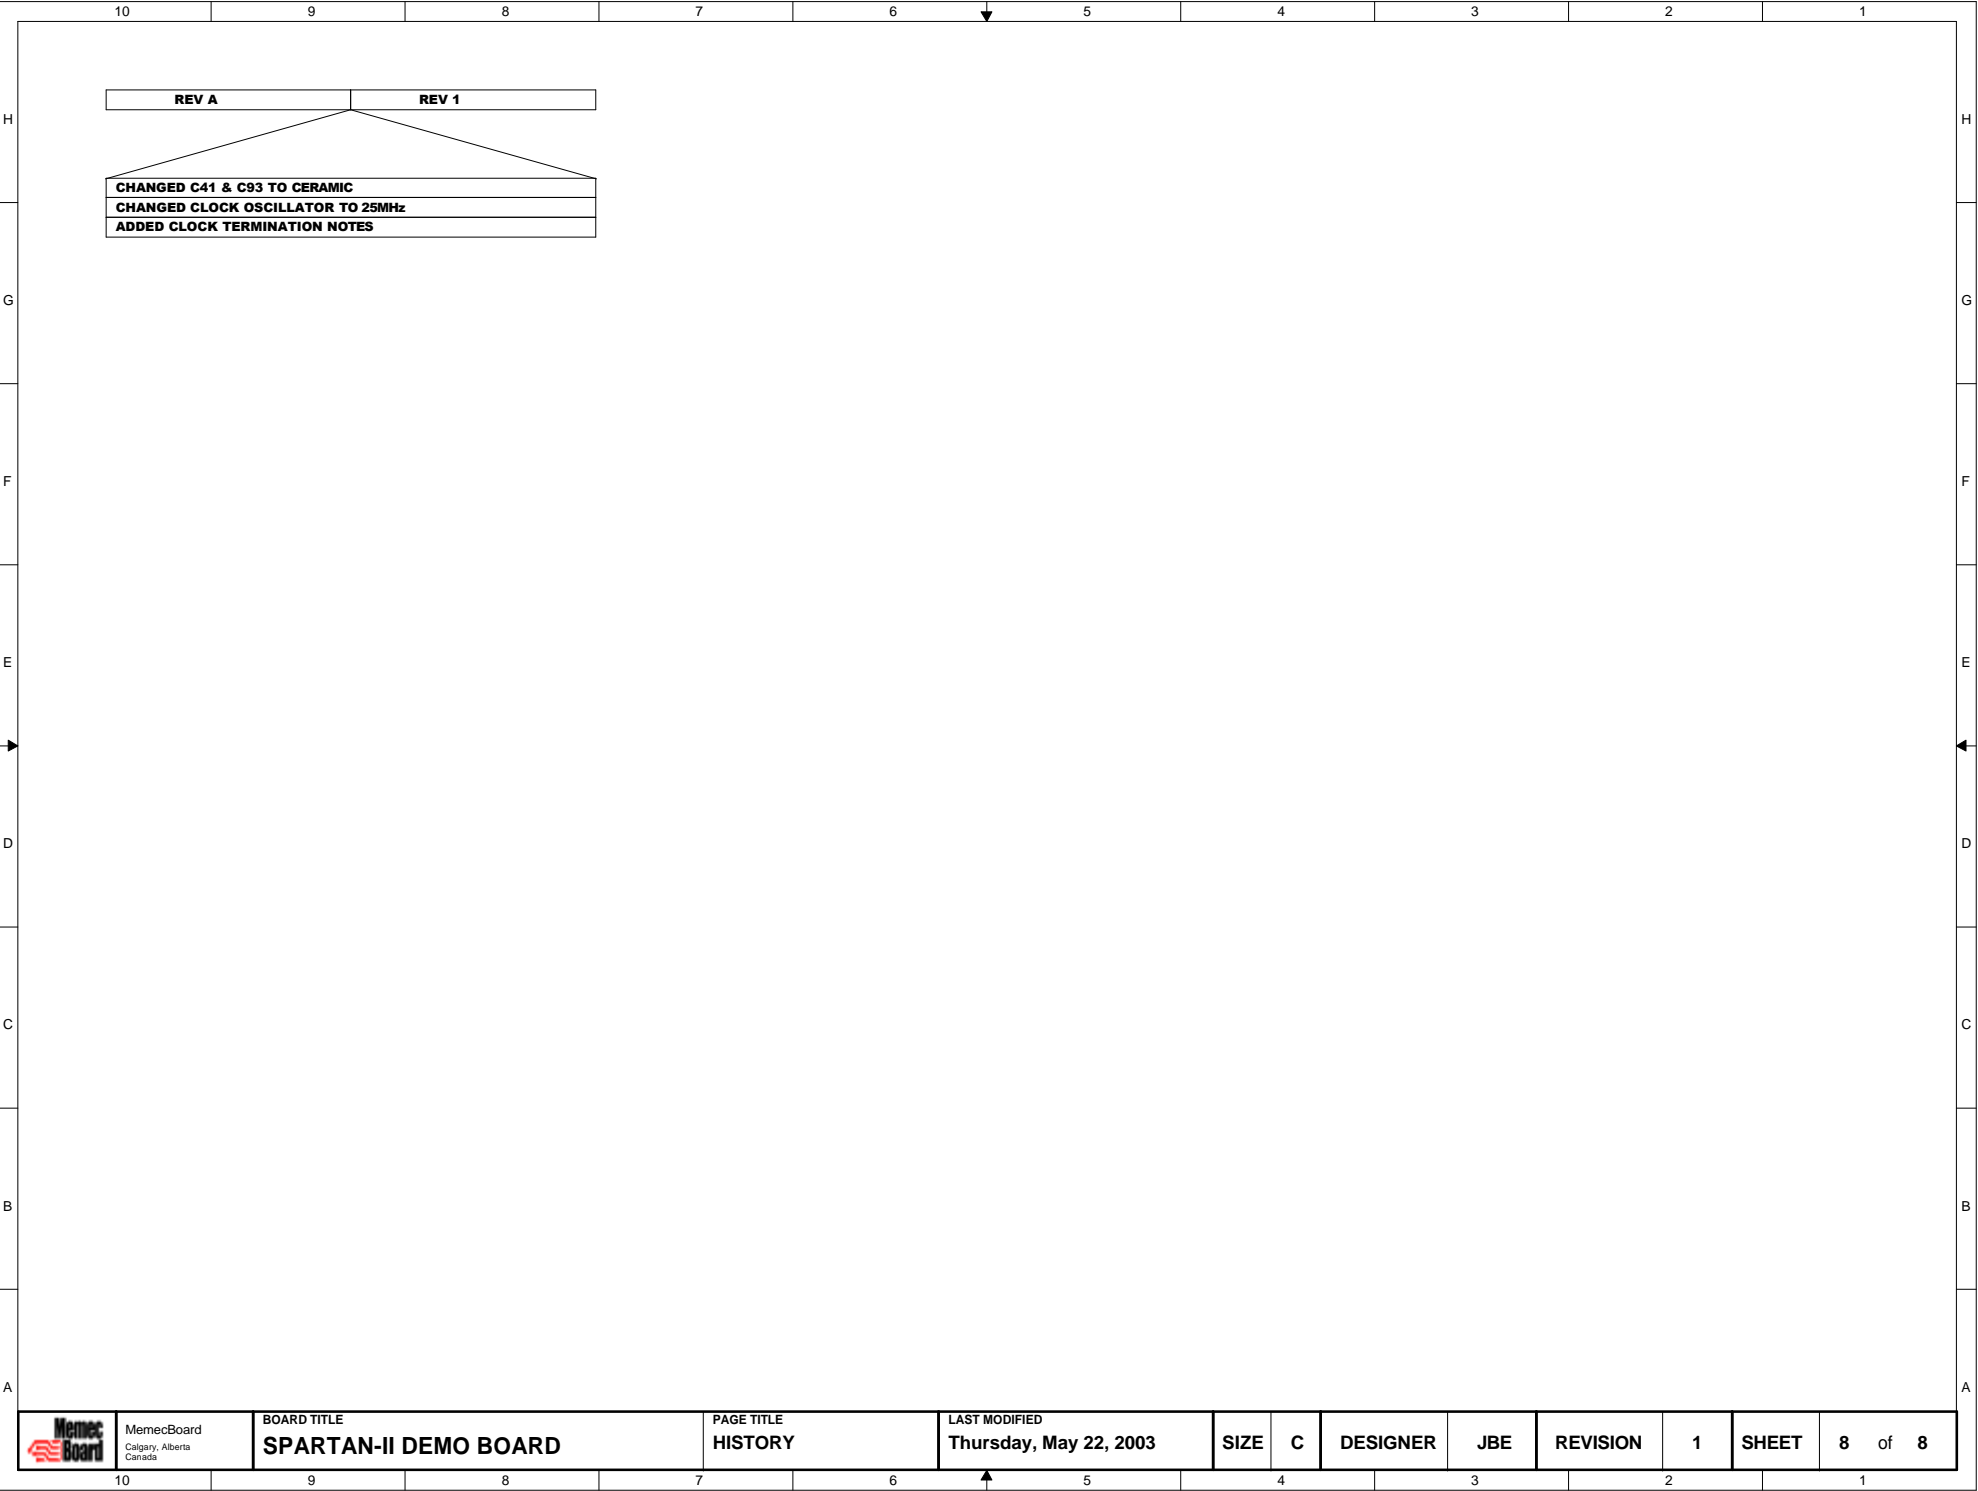 10 9 8 7 6 5 4 3 2 1
REV A REV 1
H H
CHANGED C41 & C93 TO CERAMIC
CHANGED CLOCK OSCILLATOR TO 25MHz
ADDED CLOCK TERMINATION NOTES
G G
F F
E E
D D
C C
B B
A A
Memec
Board
MemecBoard
Calgary, Alberta
Canada
BOARD TITLE
SPARTAN-II DEMO BOARD
PAGE TITLE
HISTORY
LAST MODIFIED
Thursday, May 22, 2003
SIZE C DESIGNER JBE REVISION 1 SHEET 8 of 8
10 9 8 7 6 5 4 3 2 1